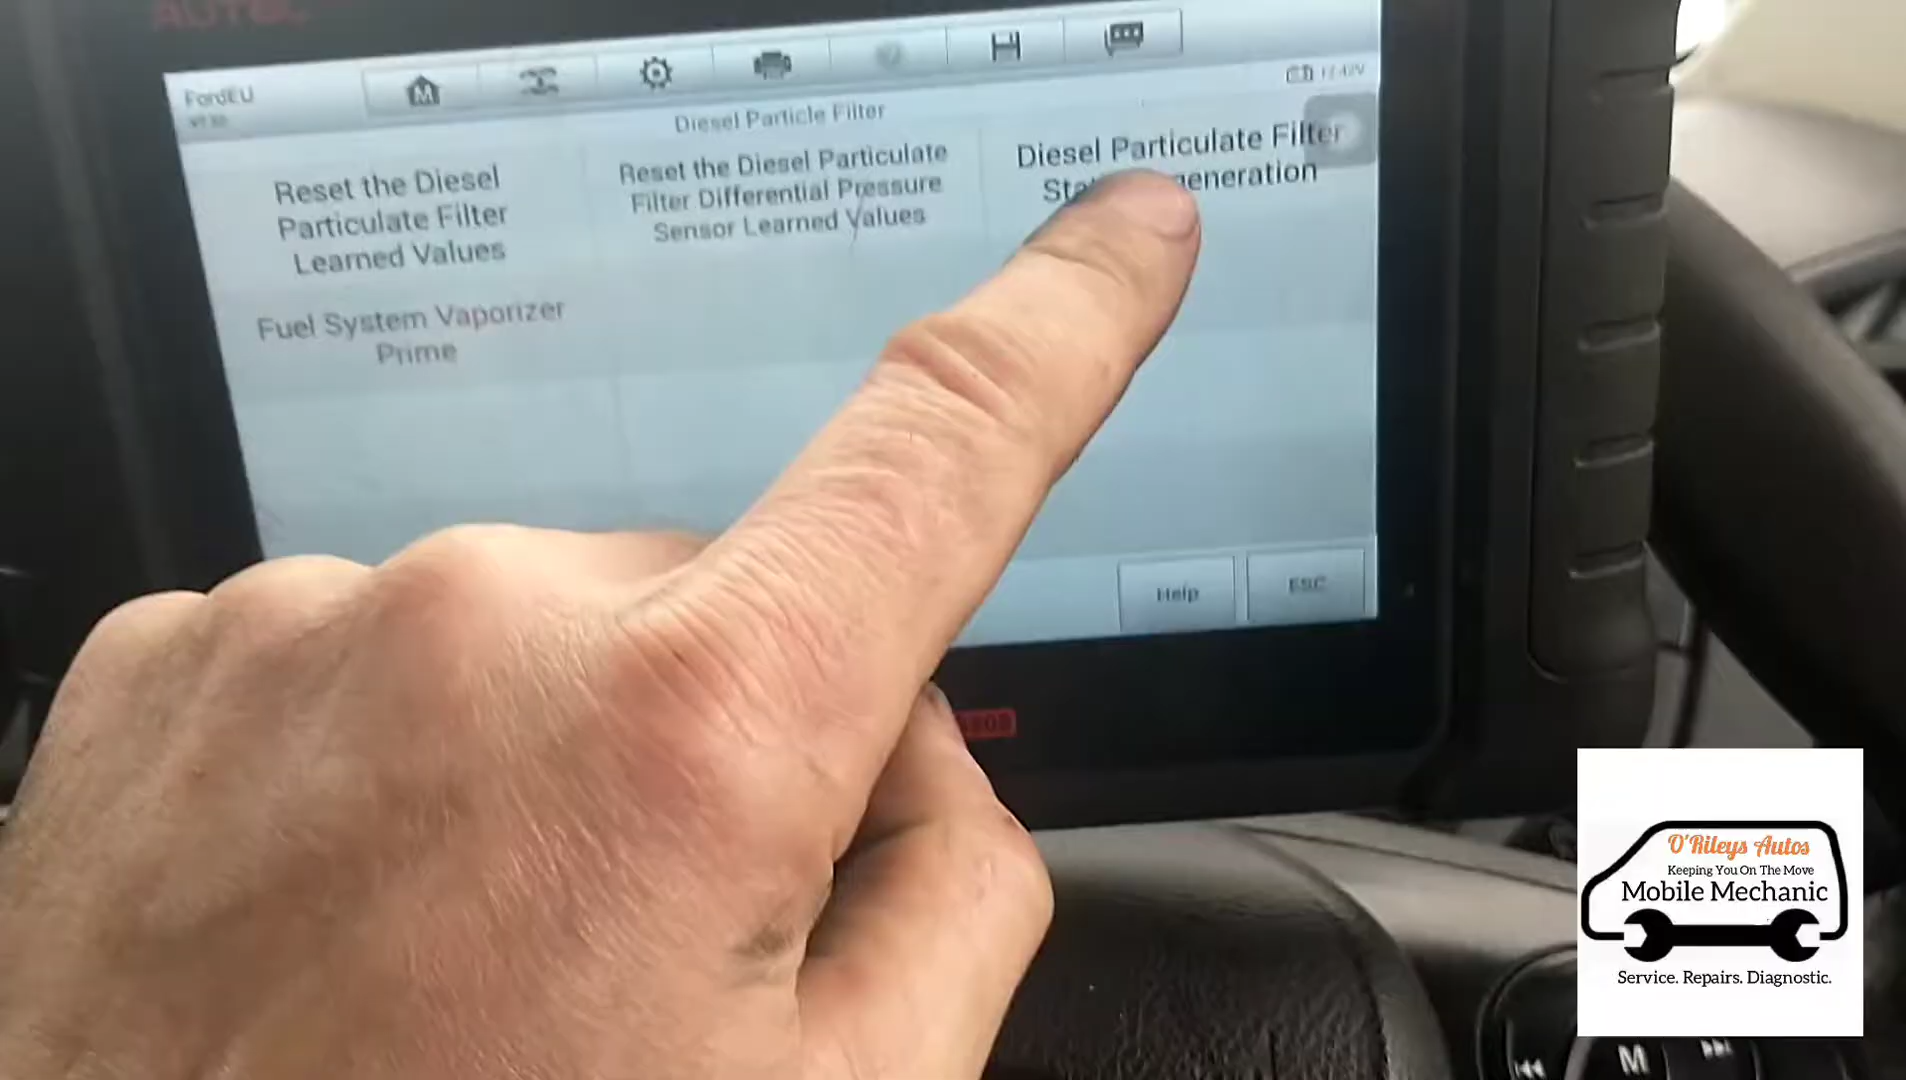 AUTEL
FordEU
Diesel Particle Filter
Reset the Diesel
Particulate Filter
Learned Values
Reset the Diesel Particulate
Filter Differential Pressure
Sensor Learned Values
Diesel Particulate Filter
Fuel System Vaporizer
Prime
Help
ESC
O'Rileys Autos
Keeping You On The Move
Mobile Mechanic
Service. Repairs. Diagnostic.
M